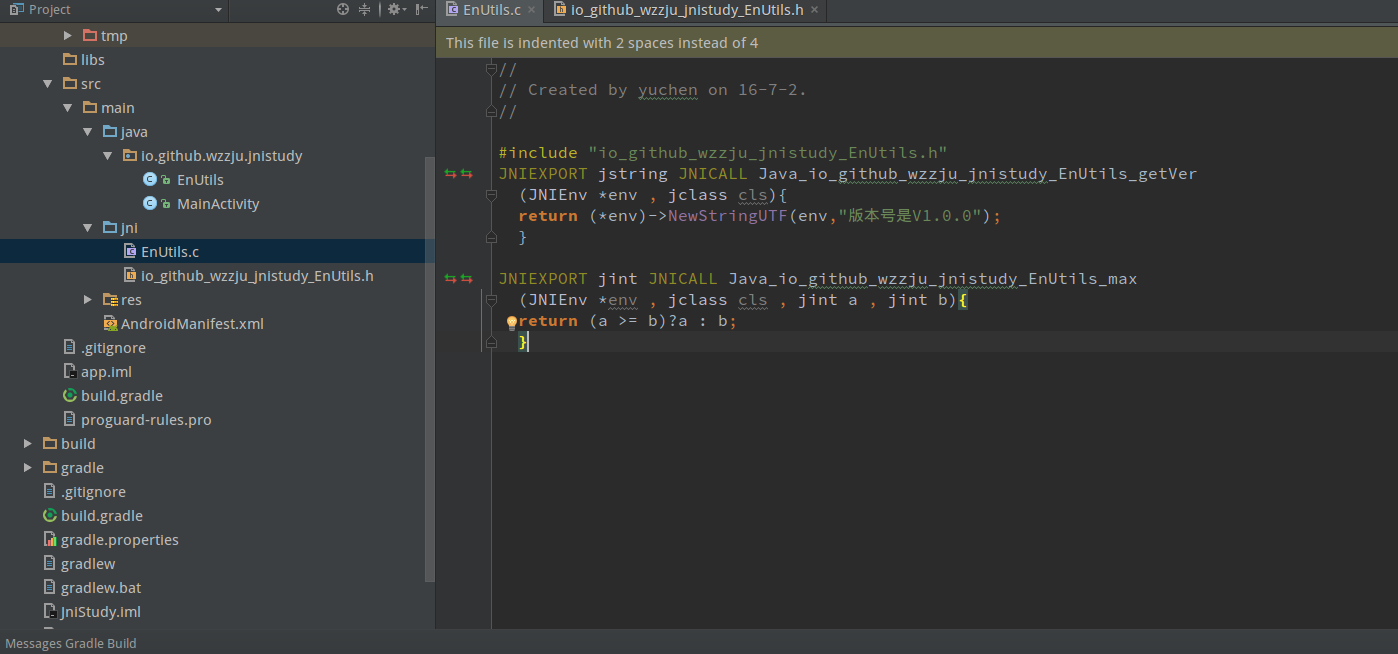 Project
EnUtils.c
io_github_wzzju_jnistudy_EnUtils.h
This file is indented with 2 spaces instead of 4
tmp
libs
src
main
java
io.github.wzzju.jnistudy
EnUtils
MainActivity
jni
EnUtils.c
io_github_wzzju_jnistudy_EnUtils.h
res
AndroidManifest.xml
.gitignore
app.iml
build.gradle
proguard-rules.pro
build
gradle
.gitignore
build.gradle
gradle.properties
gradlew
gradlew.bat
JniStudy.iml
//
// Created by yuchen on 16-7-2.
//
#include "io_github_wzzju_jnistudy_EnUtils.h"
JNIEXPORT jstring JNICALL Java_io_github_wzzju_jnistudy_EnUtils_getVer
(JNIEnv *env , jclass cls){
return (*env)->NewStringUTF(env,"版本号是V1.0.0");
}
JNIEXPORT jint JNICALL Java_io_github_wzzju_jnistudy_EnUtils_max
(JNIEnv *env , jclass cls , jint a , jint b){
return (a >= b)?a : b;
}
Messages Gradle Build